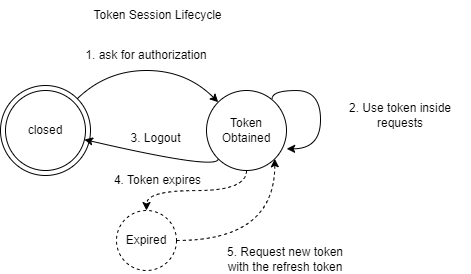 Token Session Lifecycle
1. ask for authorization
closed
Token
Obtained
2. Use token inside
requests
3. Logout
4. Token expires
Expired
5. Request new token
with the refresh token